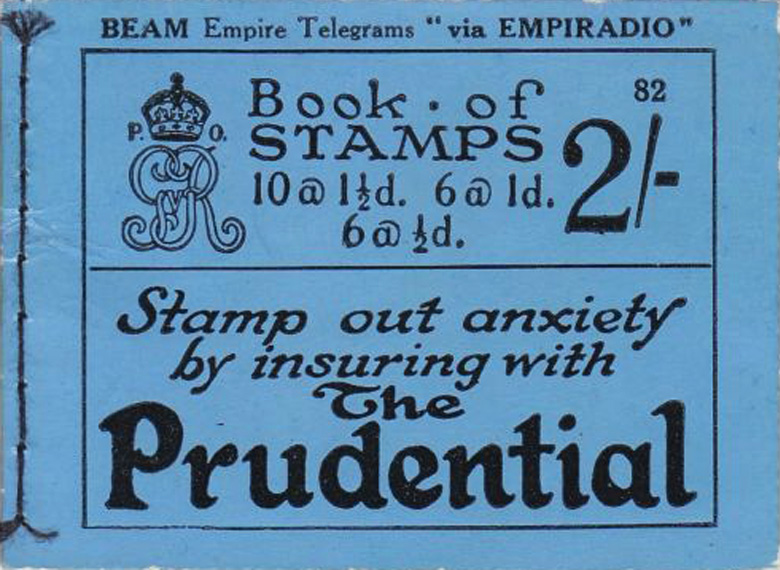 BEAM Empire Telegrams "via EMPIRADIO"
82
P. O.
GRV
Book · of
STAMPS
2/-
10 @ 1½d. 6 @ 1d.
6 @ ½d.
Stamp out anxiety
by insuring with
The
Prudential